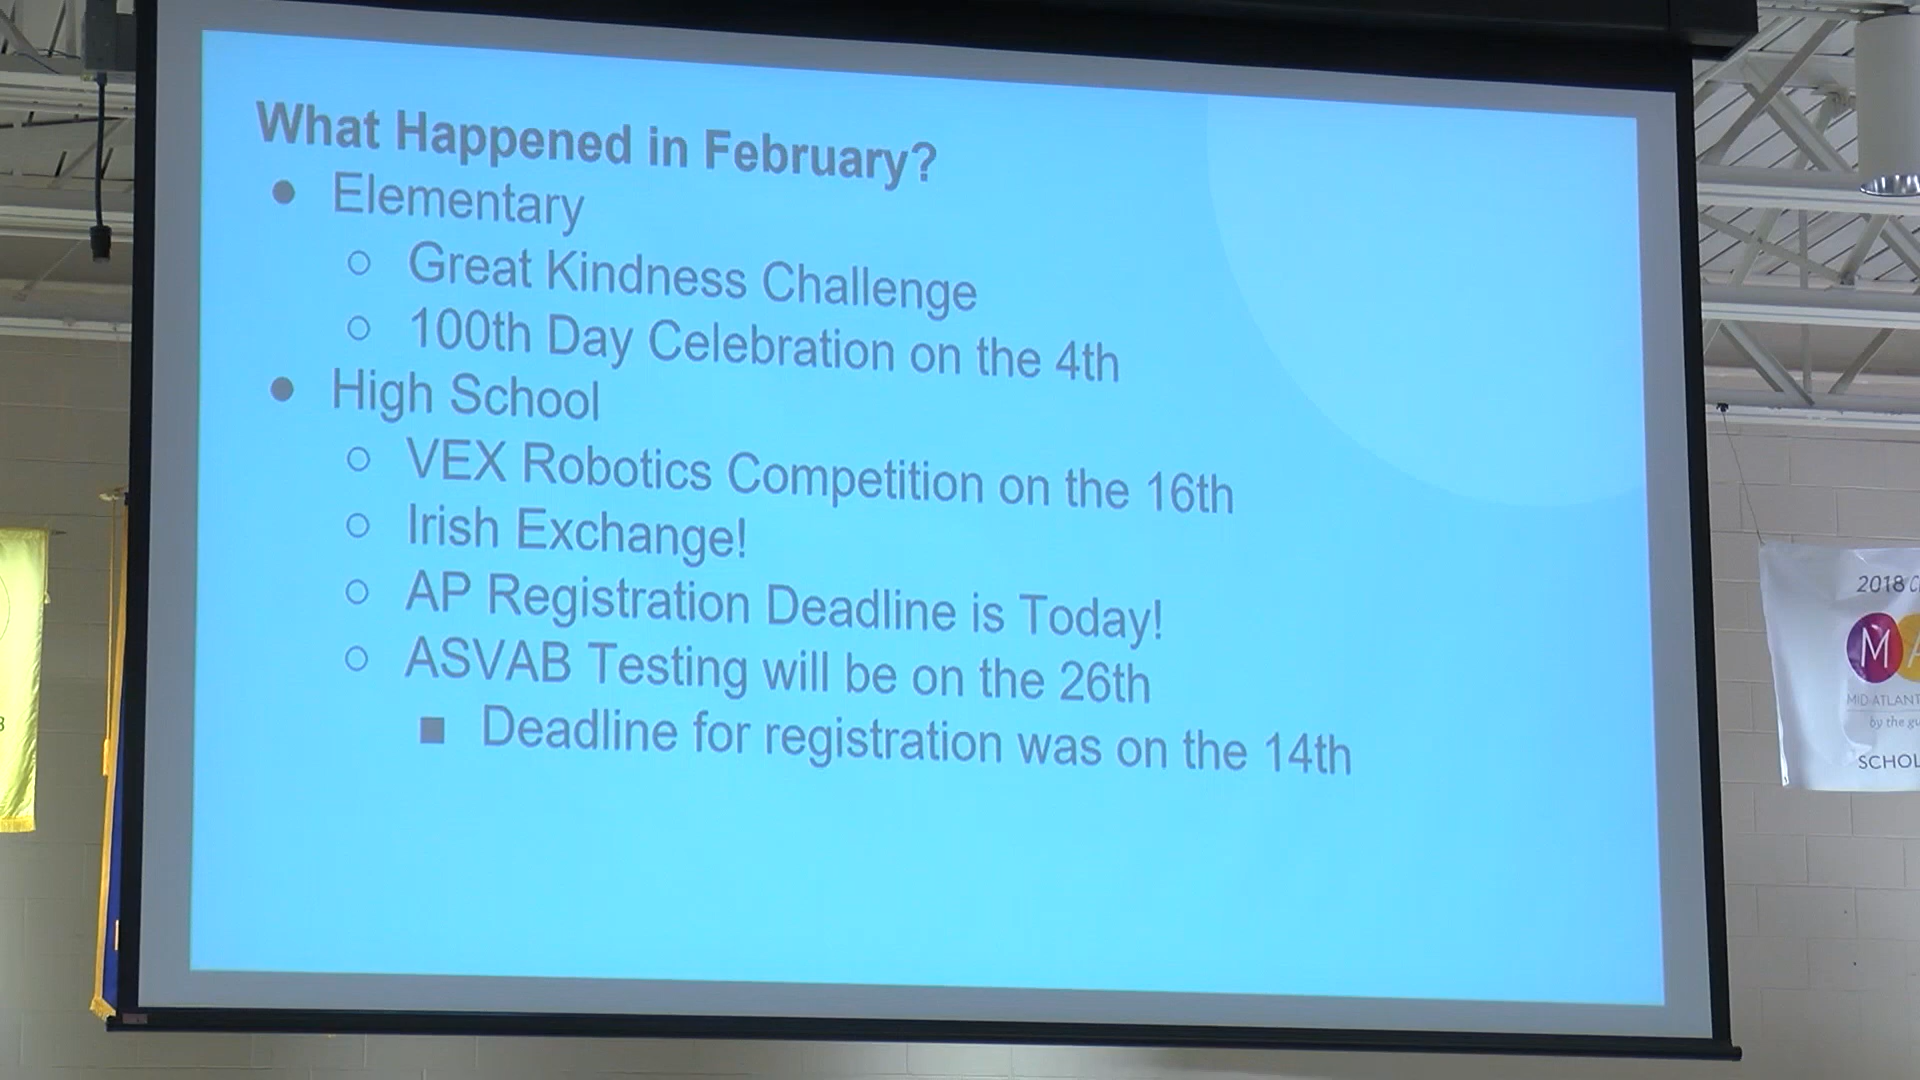 What Happened in February?
● Elementary
○ Great Kindness Challenge
○ 100th Day Celebration on the 4th
● High School
○ VEX Robotics Competition on the 16th
○ Irish Exchange!
○ AP Registration Deadline is Today!
○ ASVAB Testing will be on the 26th
■ Deadline for registration was on the 14th
2018
M
MID-ATLANT
by the
SCHOL